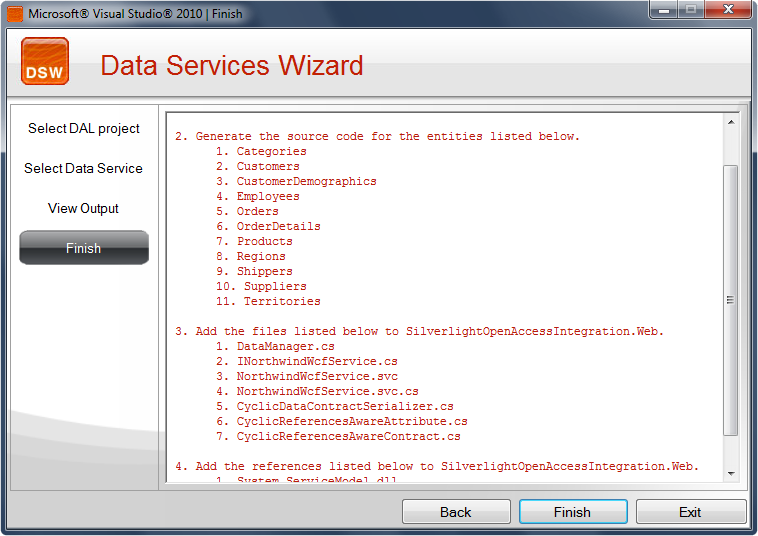 Microsoft® Visual Studio® 2010 | Finish
DSW
Data Services Wizard
Select DAL project
Select Data Service
View Output
Finish
2. Generate the source code for the entities listed below.
1. Categories
2. Customers
3. CustomerDemographics
4. Employees
5. Orders
6. OrderDetails
7. Products
8. Regions
9. Shippers
10. Suppliers
11. Territories
3. Add the files listed below to SilverlightOpenAccessIntegration.Web.
1. DataManager.cs
2. INorthwindWcfService.cs
3. NorthwindWcfService.svc
4. NorthwindWcfService.svc.cs
5. CyclicDataContractSerializer.cs
6. CyclicReferencesAwareAttribute.cs
7. CyclicReferencesAwareContract.cs
4. Add the references listed below to SilverlightOpenAccessIntegration.Web.
1. System.ServiceModel.dll
Back
Finish
Exit